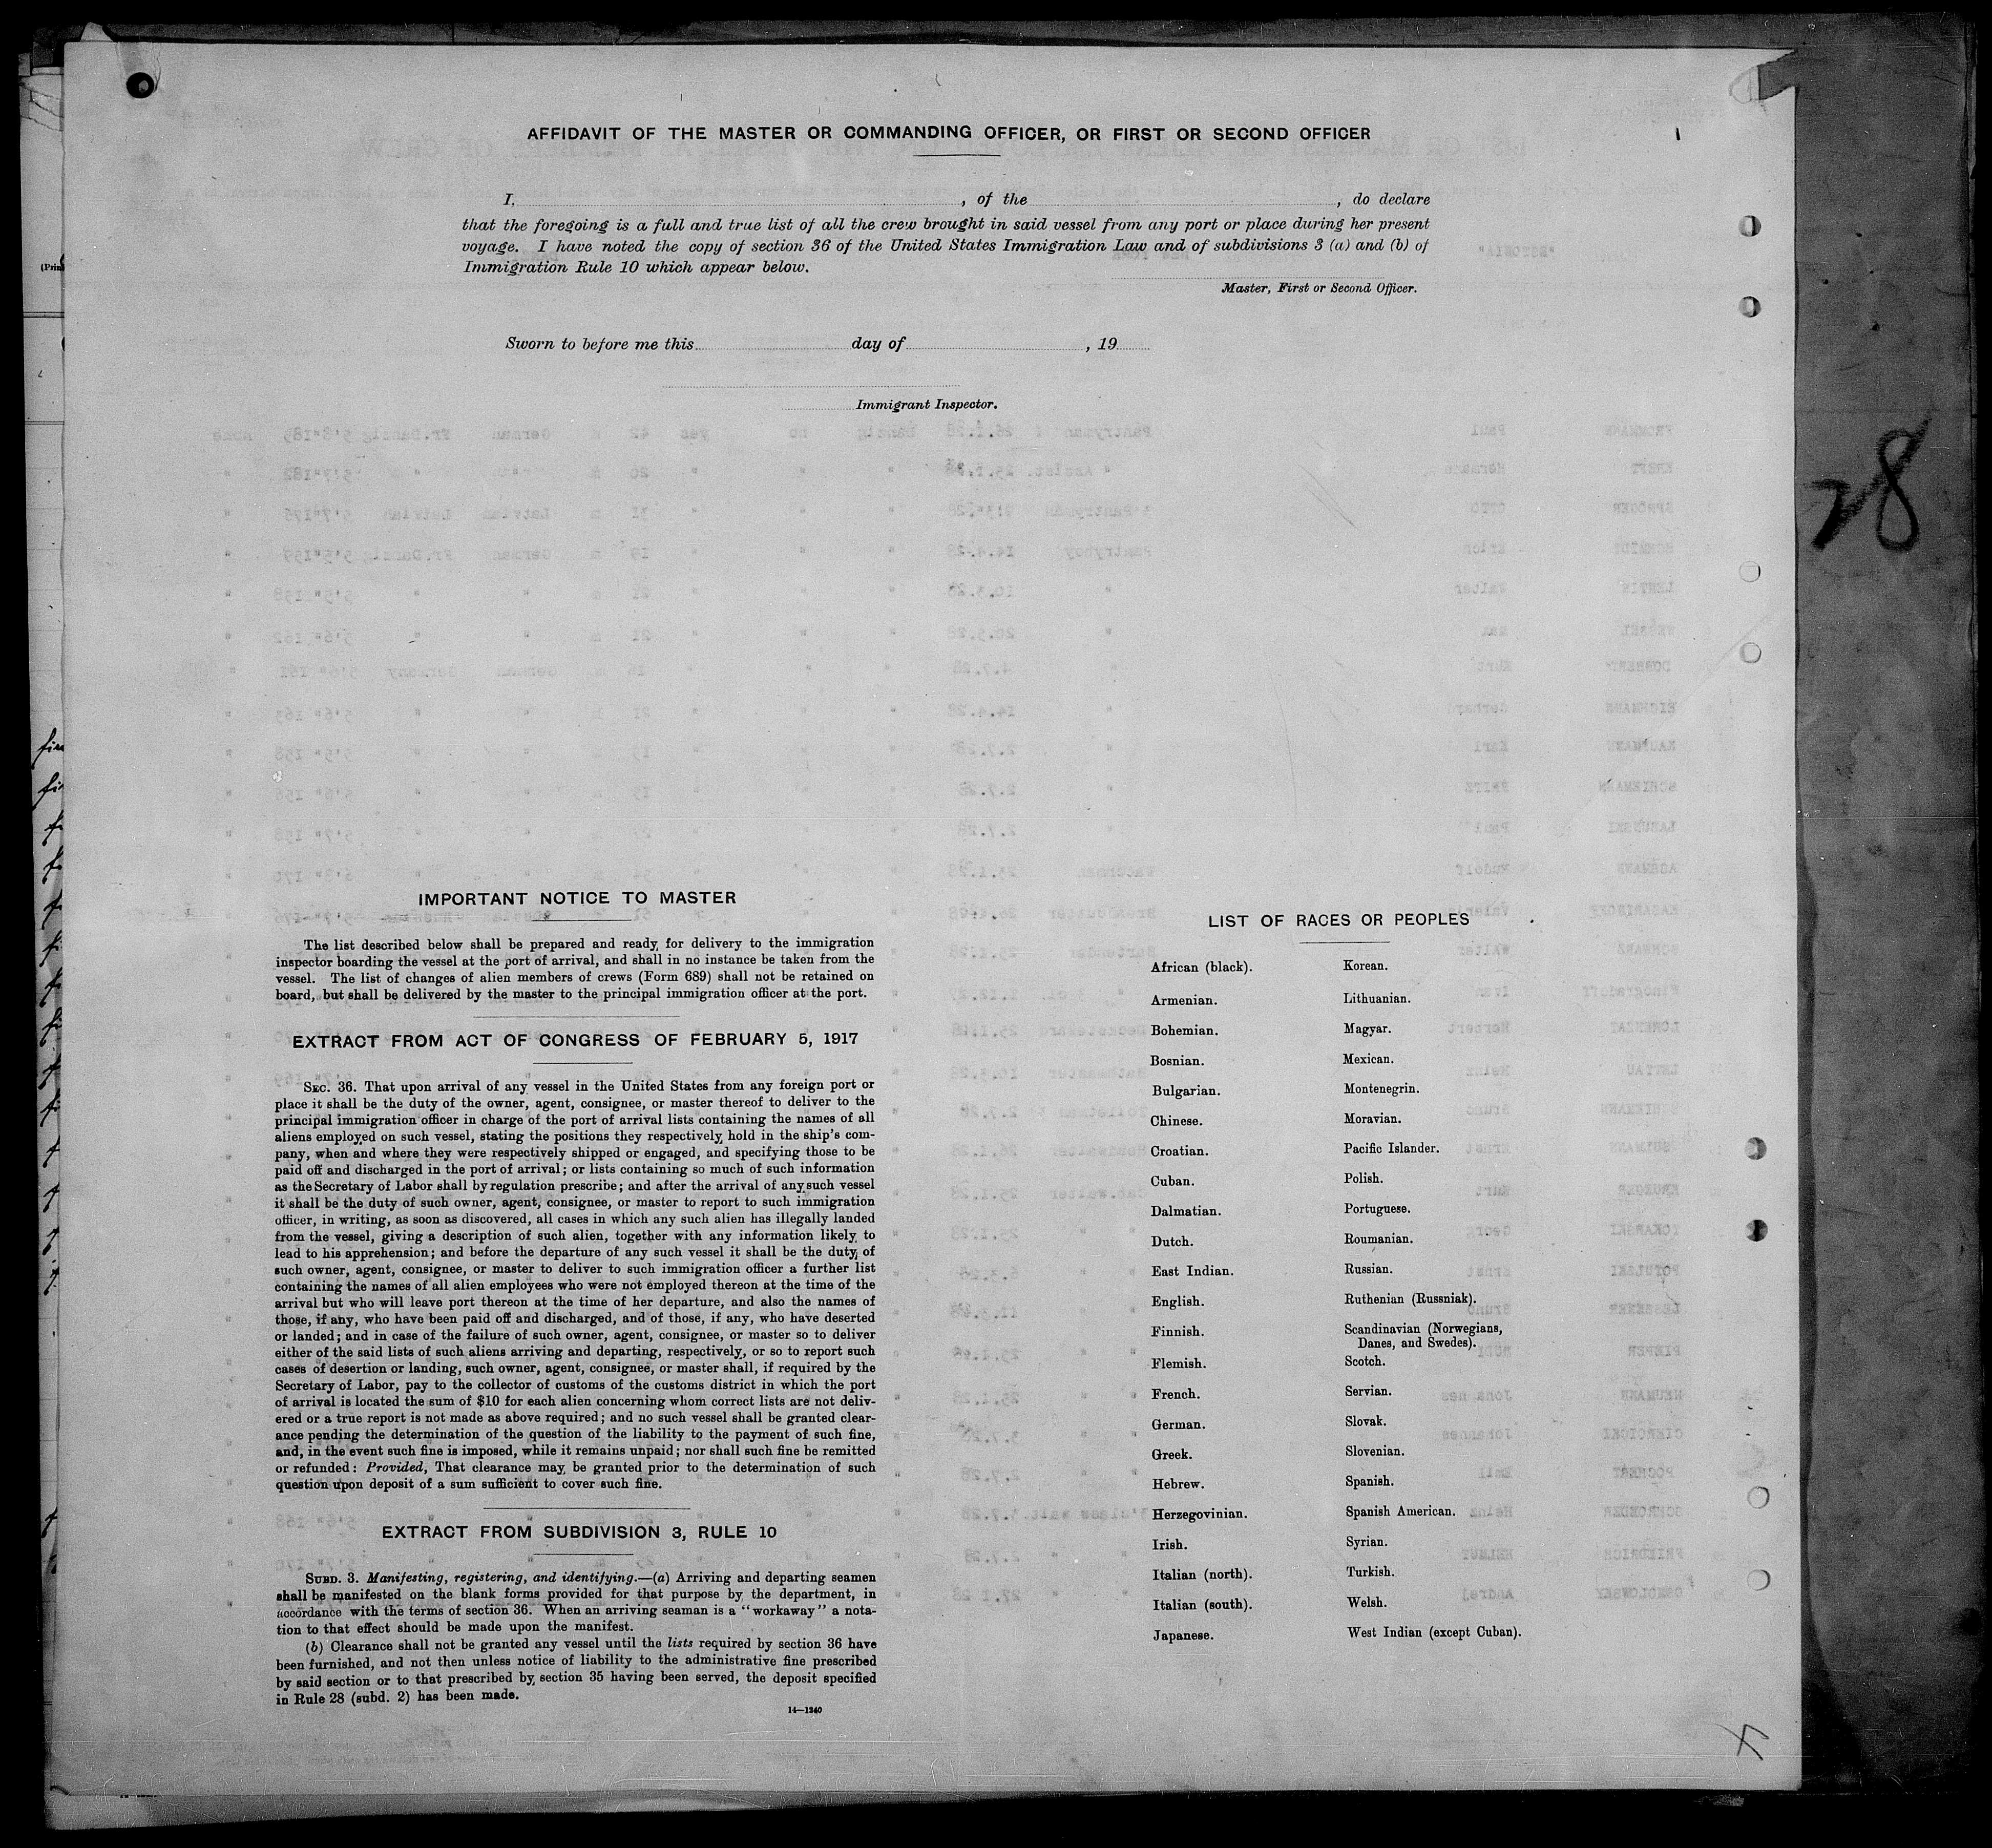 AFFIDAVIT OF THE MASTER OR COMMANDING OFFICER, OR FIRST OR SECOND OFFICER
I, , of the , do declare
that the foregoing is a full and true list of all the crew brought in said vessel from any port or place during her present
voyage. I have noted the copy of section 36 of the United States Immigration Law and of subdivisions 3 (a) and (b) of
Immigration Rule 10 which appear below.
Master, First or Second Officer.
Sworn to before me this day of , 19
Immigrant Inspector.
28
IMPORTANT NOTICE TO MASTER
The list described below shall be prepared and ready for delivery to the immigration
inspector boarding the vessel at the port of arrival, and shall in no instance be taken from the
vessel. The list of changes of alien members of crews (Form 689) shall not be retained on
board, but shall be delivered by the master to the principal immigration officer at the port.
EXTRACT FROM ACT OF CONGRESS OF FEBRUARY 5, 1917
SEC. 36. That upon arrival of any vessel in the United States from any foreign port or
place it shall be the duty of the owner, agent, consignee, or master thereof to deliver to the
principal immigration officer in charge of the port of arrival lists containing the names of all
aliens employed on such vessel, stating the positions they respectively hold in the ship's com-
pany, when and where they were respectively shipped or engaged, and specifying those to be
paid off and discharged in the port of arrival; or lists containing so much of such information
as the Secretary of Labor shall by regulation prescribe; and after the arrival of any such vessel
it shall be the duty of such owner, agent, consignee, or master to report to such immigration
officer, in writing, as soon as discovered, all cases in which any such alien has illegally landed
from the vessel, giving a description of such alien, together with any information likely to
lead to his apprehension; and before the departure of any such vessel it shall be the duty of
such owner, agent, consignee, or master to deliver to such immigration officer a further list
containing the names of all alien employees who were not employed thereon at the time of the
arrival but who will leave port thereon at the time of her departure, and also the names of
those, if any, who have been paid off and discharged, and of those, if any, who have deserted
or landed; and in case of the failure of such owner, agent, consignee, or master so to deliver
either of the said lists of such aliens arriving and departing, respectively, or so to report such
cases of desertion or landing, such owner, agent, consignee, or master shall, if required by the
Secretary of Labor, pay to the collector of customs of the customs district in which the port
of arrival is located the sum of $10 for each alien concerning whom correct lists are not deliv-
ered or a true report is not made as above required; and no such vessel shall be granted clear-
ance pending the determination of the question of the liability to the payment of such fine,
and, in the event such fine is imposed, while it remains unpaid; nor shall such fine be remitted
or refunded: Provided, That clearance may be granted prior to the determination of such
question upon deposit of a sum sufficient to cover such fine.
EXTRACT FROM SUBDIVISION 3, RULE 10
SUBD. 3. Manifesting, registering, and identifying.—(a) Arriving and departing seamen
shall be manifested on the blank forms provided for that purpose by the department, in
accordance with the terms of section 36. When an arriving seaman is a "workaway" a nota-
tion to that effect should be made upon the manifest.
(b) Clearance shall not be granted any vessel until the lists required by section 36 have
been furnished, and not then unless notice of liability to the administrative fine prescribed
by said section or to that prescribed by section 35 having been served, the deposit specified
in Rule 28 (subd. 2) has been made.
14—1240
LIST OF RACES OR PEOPLES
African (black).
Armenian.
Bohemian.
Bosnian.
Bulgarian.
Chinese.
Croatian.
Cuban.
Dalmatian.
Dutch.
East Indian.
English.
Finnish.
Flemish.
French.
German.
Greek.
Hebrew.
Herzegovinian.
Irish.
Italian (north).
Italian (south).
Japanese.
Korean.
Lithuanian.
Magyar.
Mexican.
Montenegrin.
Moravian.
Pacific Islander.
Polish.
Portuguese.
Roumanian.
Russian.
Ruthenian (Russniak).
Scandinavian (Norwegians,
Danes, and Swedes).
Scotch.
Servian.
Slovak.
Slovenian.
Spanish.
Spanish American.
Syrian.
Turkish.
Welsh.
West Indian (except Cuban).